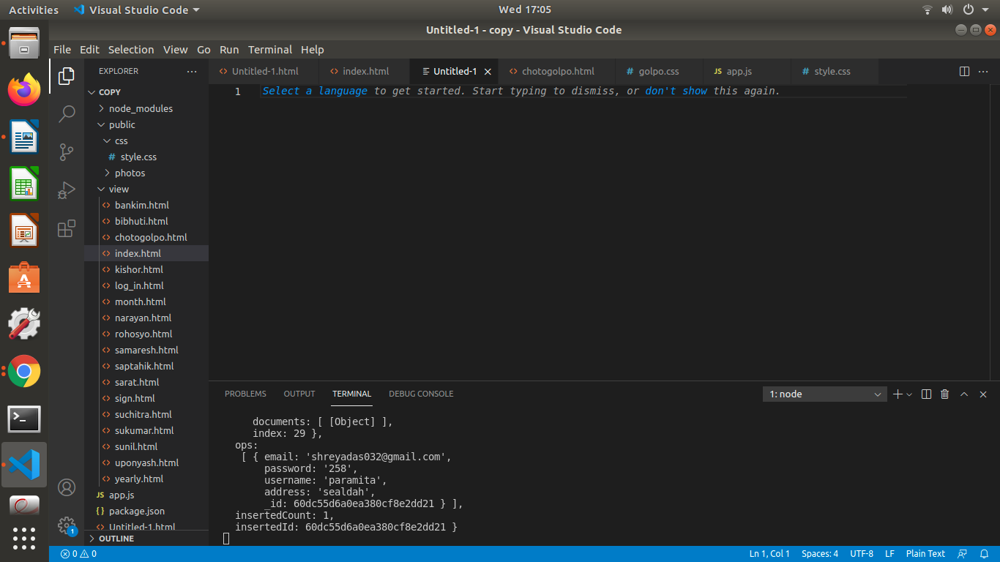 Activities Visual Studio Code Wed 17:05
Untitled-1 - copy - Visual Studio Code
File Edit Selection View Go Run Terminal Help
EXPLORER ···
Untitled-1.html index.html Untitled-1 chotogolpo.html # golpo.css JS app.js # style.css ···
COPY
node_modules
public
css
# style.css
photos
view
bankim.html
bibhuti.html
chotogolpo.html
index.html
kishor.html
log_in.html
month.html
narayan.html
rohosyo.html
samaresh.html
saptahik.html
sarat.html
sign.html
suchitra.html
sukumar.html
sunil.html
uponyash.html
yearly.html
JS app.js
{} package.json
Untitled-1.html
OUTLINE
1
1 Select a language to get started. Start typing to dismiss, or don't show this again.
PROBLEMS OUTPUT TERMINAL DEBUG CONSOLE 1: node
documents: [ [Object] ],
index: 29 },
ops:
[ { email: 'shreyadas032@gmail.com',
password: '258',
username: 'paramita',
address: 'sealdah',
_id: 60dc55d6a0ea380cf8e2dd21 } ],
insertedCount: 1,
insertedId: 60dc55d6a0ea380cf8e2dd21 }
0 0 Ln 1, Col 1 Spaces: 4 UTF-8 LF Plain Text